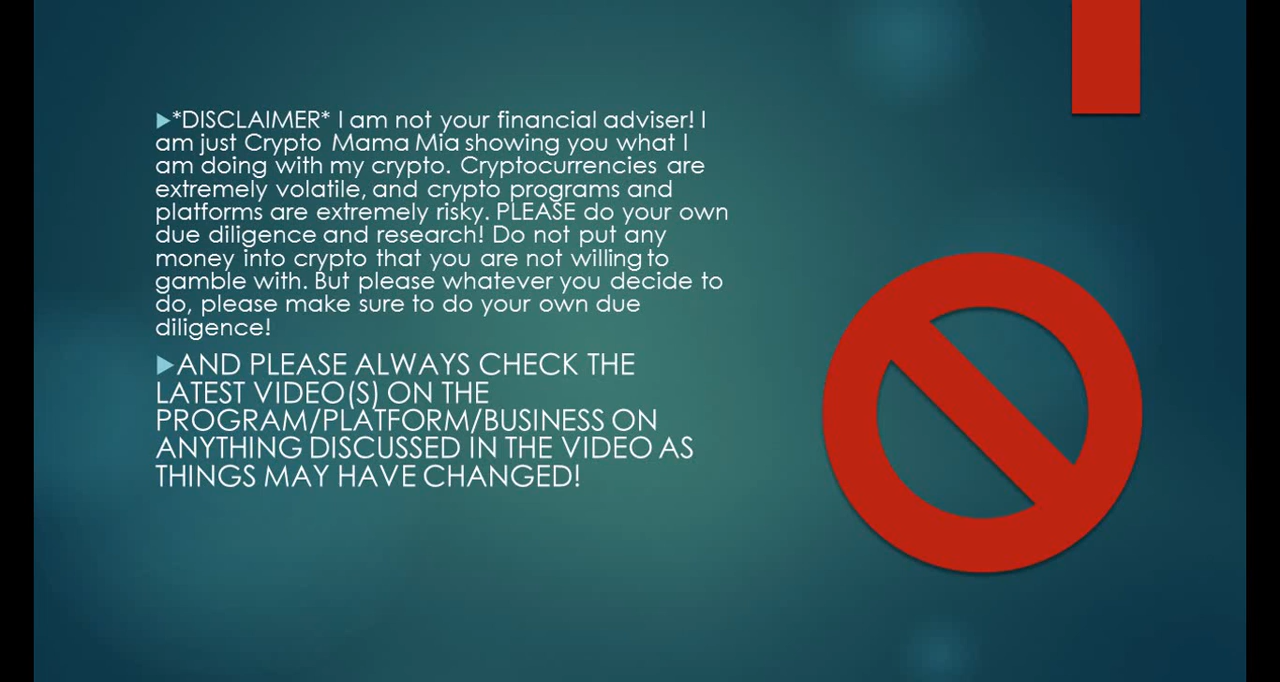 *DISCLAIMER* I am not your financial adviser! I
am just Crypto Mama Mia showing you what I
am doing with my crypto. Cryptocurrencies are
extremely volatile, and crypto programs and
platforms are extremely risky. PLEASE do your own
due diligence and research! Do not put any
money into crypto that you are not willing to
gamble with. But please whatever you decide to
do, please make sure to do your own due
diligence!
AND PLEASE ALWAYS CHECK THE
LATEST VIDEO(S) ON THE
PROGRAM/PLATFORM/BUSINESS ON
ANYTHING DISCUSSED IN THE VIDEO AS
THINGS MAY HAVE CHANGED!